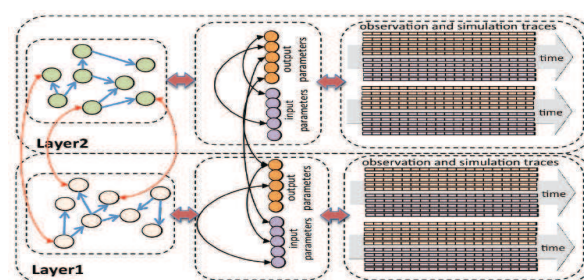 observation and simulation traces
output
parameters
input
parameters
time
time
Layer2
observation and simulation traces
output
parameters
input
parameters
time
time
Layer1